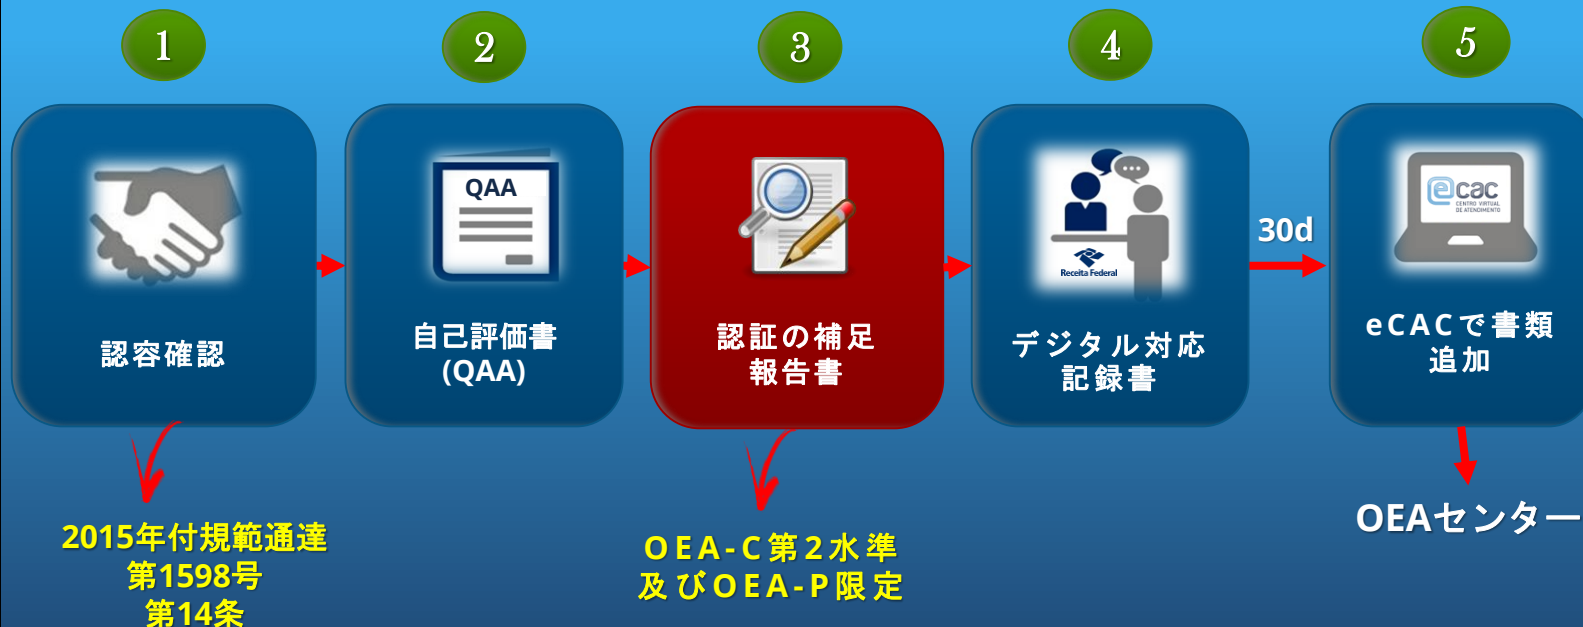 1
2
3
4
5
QAA
Receita Federal
30d
ecac
CENTRO VIRTUAL
DE ATENDIMENTO
認容確認
自己評価書
(QAA)
認証の補足
報告書
デジタル対応
記録書
eCACで書類
追加
2015年付規範通達
第1598号
第14条
OEA-C第2水準
及びOEA-P限定
OEAセンター